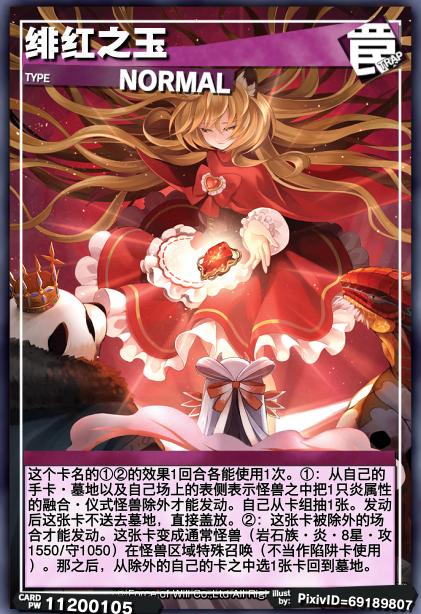 绯红之玉
罠
TRAP
TYPE NORMAL
这个卡名的①②的效果1回合各能使用1次。①：从自己的
手卡・墓地以及自己场上的表侧表示怪兽之中把1只炎属性
的融合・仪式怪兽除外才能发动。自己从卡组抽1张。发动
后这张卡不送去墓地，直接盖放。②：这张卡被除外的场
合才能发动。这张卡变成通常怪兽（岩石族・炎・8星・攻
1550/守1050）在怪兽区域特殊召唤（不当作陷阱卡使用
）。那之后，从除外的自己的卡之中选1张卡回到墓地。
Force of Will Co.,Ltd All Righ
CARD PW 11200105
illust by: PixivID=69189807